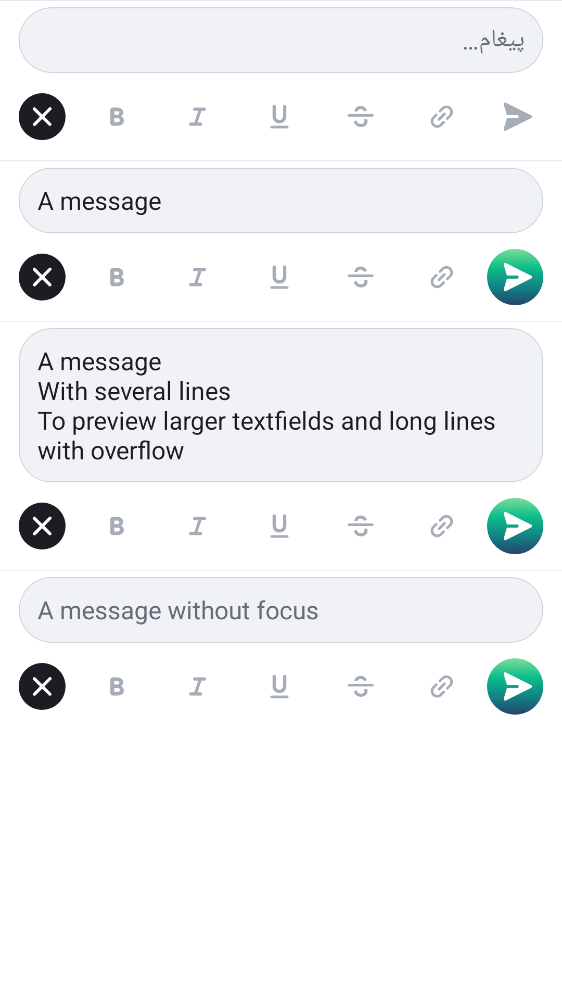 پیغام...
B I U S
A message
B I U S
A message
With several lines
To preview larger textfields and long lines
with overflow
B I U S
A message without focus
B I U S